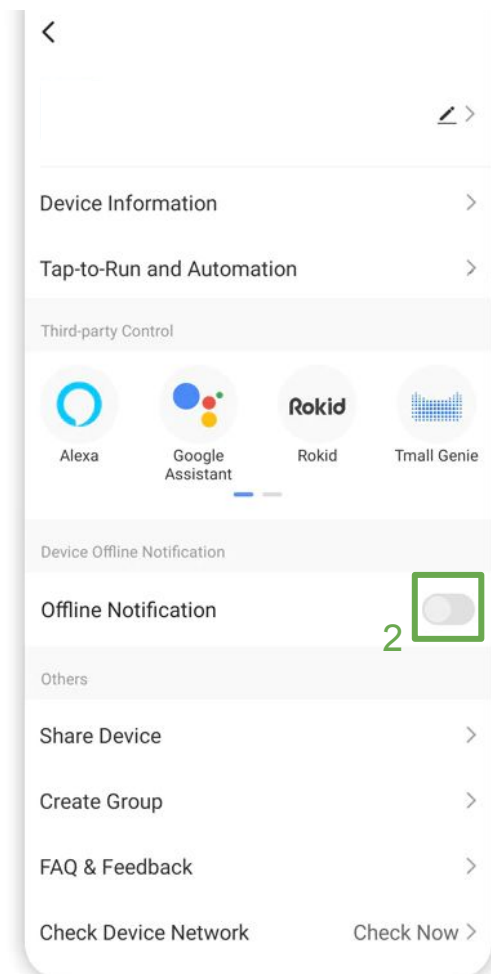 Device Information
Tap-to-Run and Automation
Third-party Control
Rokid
Alexa
Google
Assistant
Rokid
Tmall Genie
Device Offline Notification
Offline Notification
2
Others
Share Device
Create Group
FAQ & Feedback
Check Device Network Check Now